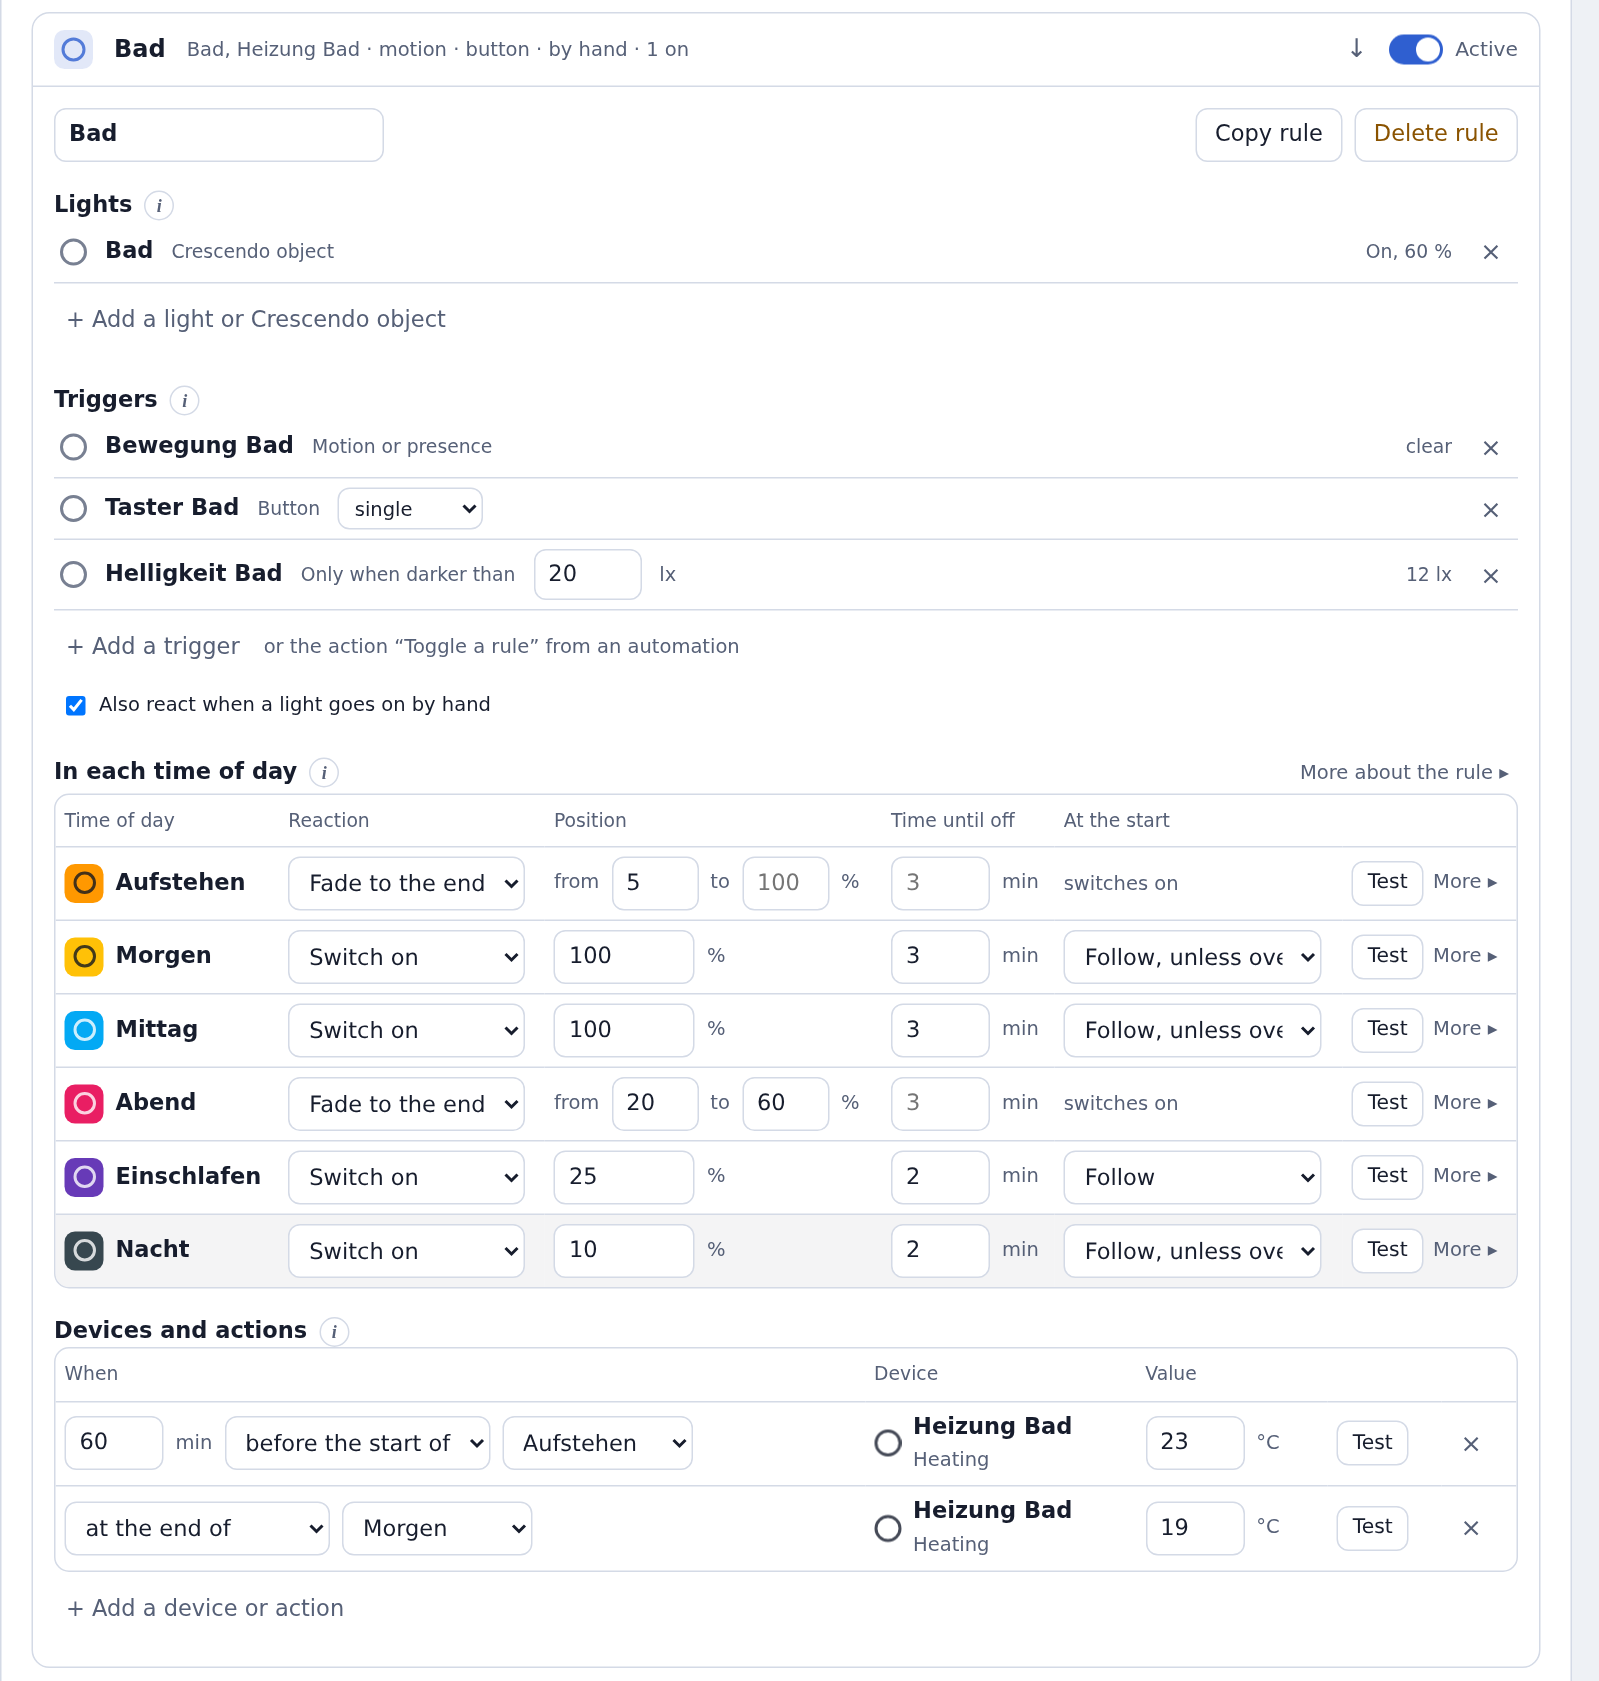 Bad Bad, Heizung Bad · motion · button · by hand · 1 on ↓ Active
Bad Copy rule Delete rule
Lights i
Bad Crescendo object On, 60 % ×
+ Add a light or Crescendo object
Triggers i
Bewegung Bad Motion or presence clear ×
Taster Bad Button single ×
Helligkeit Bad Only when darker than 20 lx 12 lx ×
+ Add a trigger or the action “Toggle a rule” from an automation
Also react when a light goes on by hand
In each time of day i More about the rule ▸
Time of day Reaction Position Time until off At the start
Aufstehen Fade to the end from 5 to 100 % 3 min switches on Test More ▸
Morgen Switch on 100 % 3 min Follow, unless ove Test More ▸
Mittag Switch on 100 % 3 min Follow, unless ove Test More ▸
Abend Fade to the end from 20 to 60 % 3 min switches on Test More ▸
Einschlafen Switch on 25 % 2 min Follow Test More ▸
Nacht Switch on 10 % 2 min Follow, unless ove Test More ▸
Devices and actions i
When Device Value
60 min before the start of Aufstehen Heizung Bad 23 °C Test ×
Heating
at the end of Morgen Heizung Bad 19 °C Test ×
Heating
+ Add a device or action